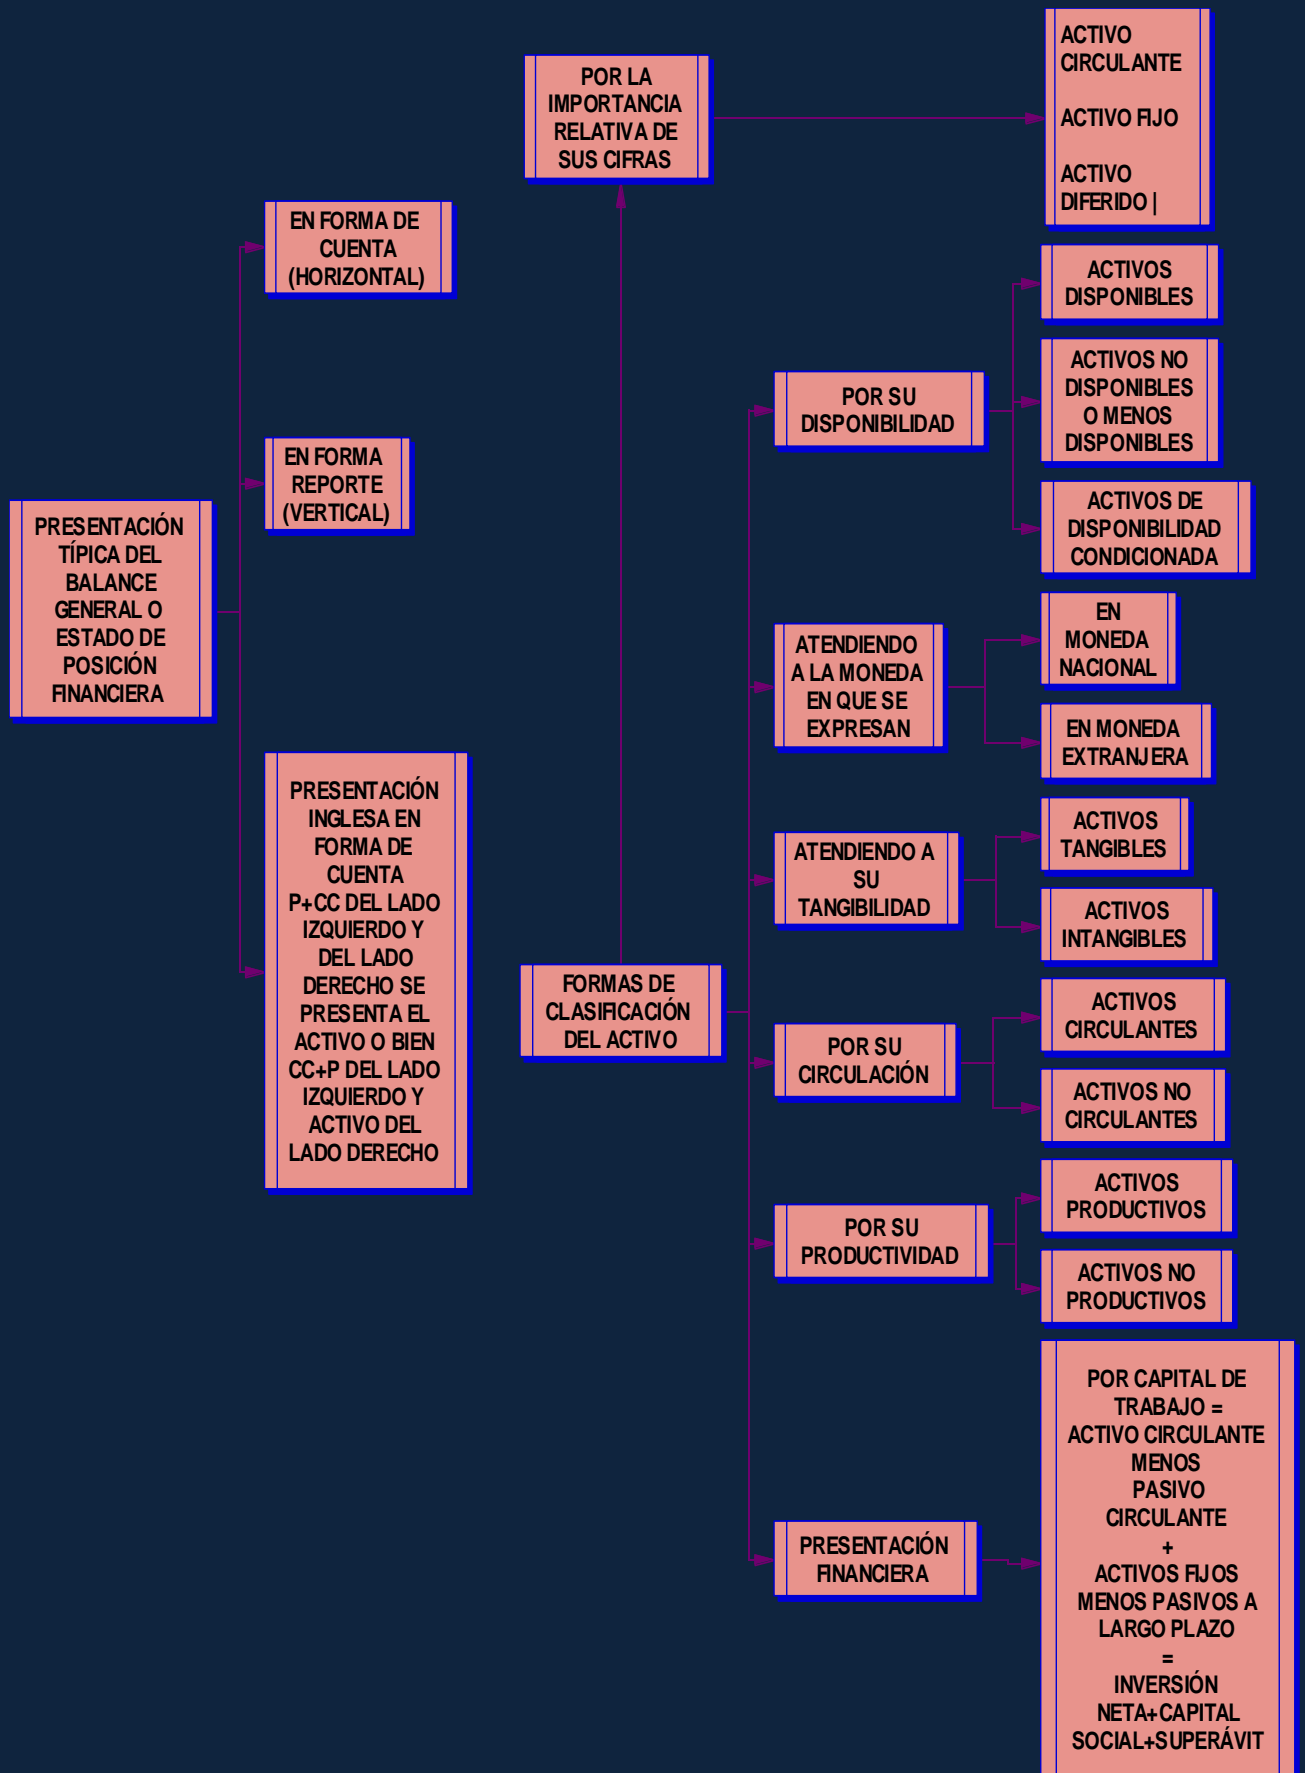 PRESENTACIÓN
TÍPICA DEL
BALANCE
GENERAL O
ESTADO DE
POSICIÓN
FINANCIERA
EN FORMA DE
CUENTA
(HORIZONTAL)
EN FORMA
REPORTE
(VERTICAL)
PRESENTACIÓN
INGLESA EN
FORMA DE
CUENTA
P+CC DEL LADO
IZQUIERDO Y
DEL LADO
DERECHO SE
PRESENTA EL
ACTIVO O BIEN
CC+P DEL LADO
IZQUIERDO Y
ACTIVO DEL
LADO DERECHO
FORMAS DE
CLASIFICACIÓN
DEL ACTIVO
POR LA
IMPORTANCIA
RELATIVA DE
SUS CIFRAS
ACTIVO
CIRCULANTE
ACTIVO FIJO
ACTIVO
DIFERIDO |
POR SU
DISPONIBILIDAD
ACTIVOS
DISPONIBLES
ACTIVOS NO
DISPONIBLES
O MENOS
DISPONIBLES
ACTIVOS DE
DISPONIBILIDAD
CONDICIONADA
ATENDIENDO
A LA MONEDA
EN QUE SE
EXPRESAN
EN
MONEDA
NACIONAL
EN MONEDA
EXTRANJERA
ATENDIENDO A
SU
TANGIBILIDAD
ACTIVOS
TANGIBLES
ACTIVOS
INTANGIBLES
POR SU
CIRCULACIÓN
ACTIVOS
CIRCULANTES
ACTIVOS NO
CIRCULANTES
POR SU
PRODUCTIVIDAD
ACTIVOS
PRODUCTIVOS
ACTIVOS NO
PRODUCTIVOS
PRESENTACIÓN
FINANCIERA
POR CAPITAL DE
TRABAJO =
ACTIVO CIRCULANTE
MENOS
PASIVO
CIRCULANTE
+
ACTIVOS FIJOS
MENOS PASIVOS A
LARGO PLAZO
=
INVERSIÓN
NETA+CAPITAL
SOCIAL+SUPERÁVIT